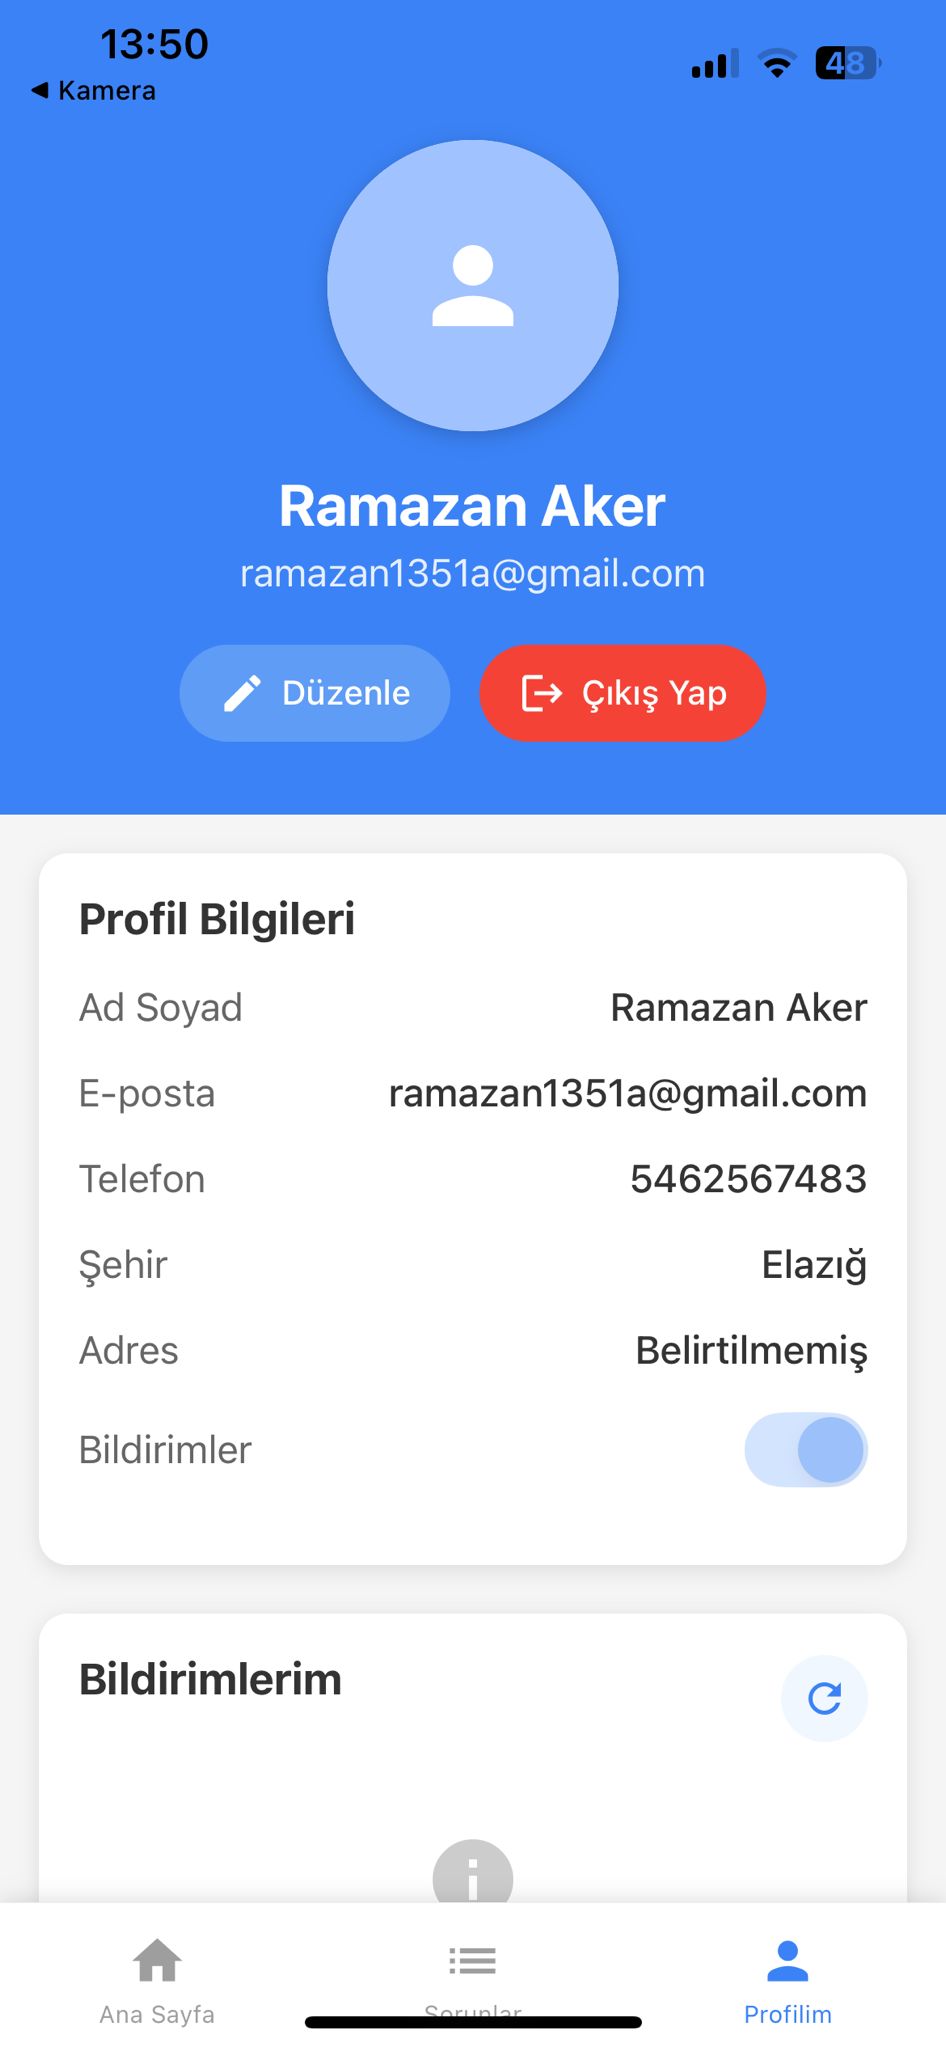 13:50
48
◀ Kamera
Ramazan Aker
ramazan1351a@gmail.com
Düzenle
Çıkış Yap
Profil Bilgileri
Ad Soyad Ramazan Aker
E-posta ramazan1351a@gmail.com
Telefon 5462567483
Şehir Elazığ
Adres Belirtilmemiş
Bildirimler
Bildirimlerim
Ana Sayfa
Sorunlar
Profilim